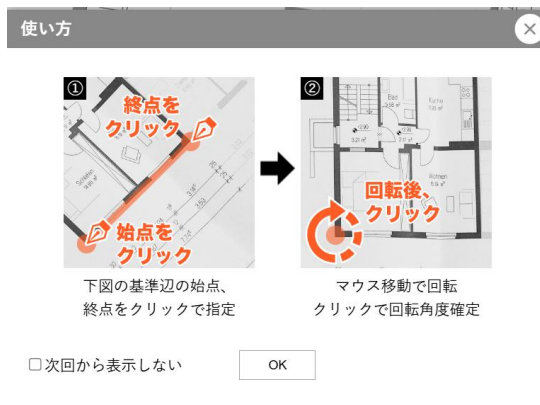 使い方
①
終点を
クリック
始点を
クリック
下図の基準辺の始点、
終点をクリックで指定
②
Bad
Küche
Wohnen
回転後、
クリック
マウス移動で回転
クリックで回転角度確定
□次回から表示しない
OK